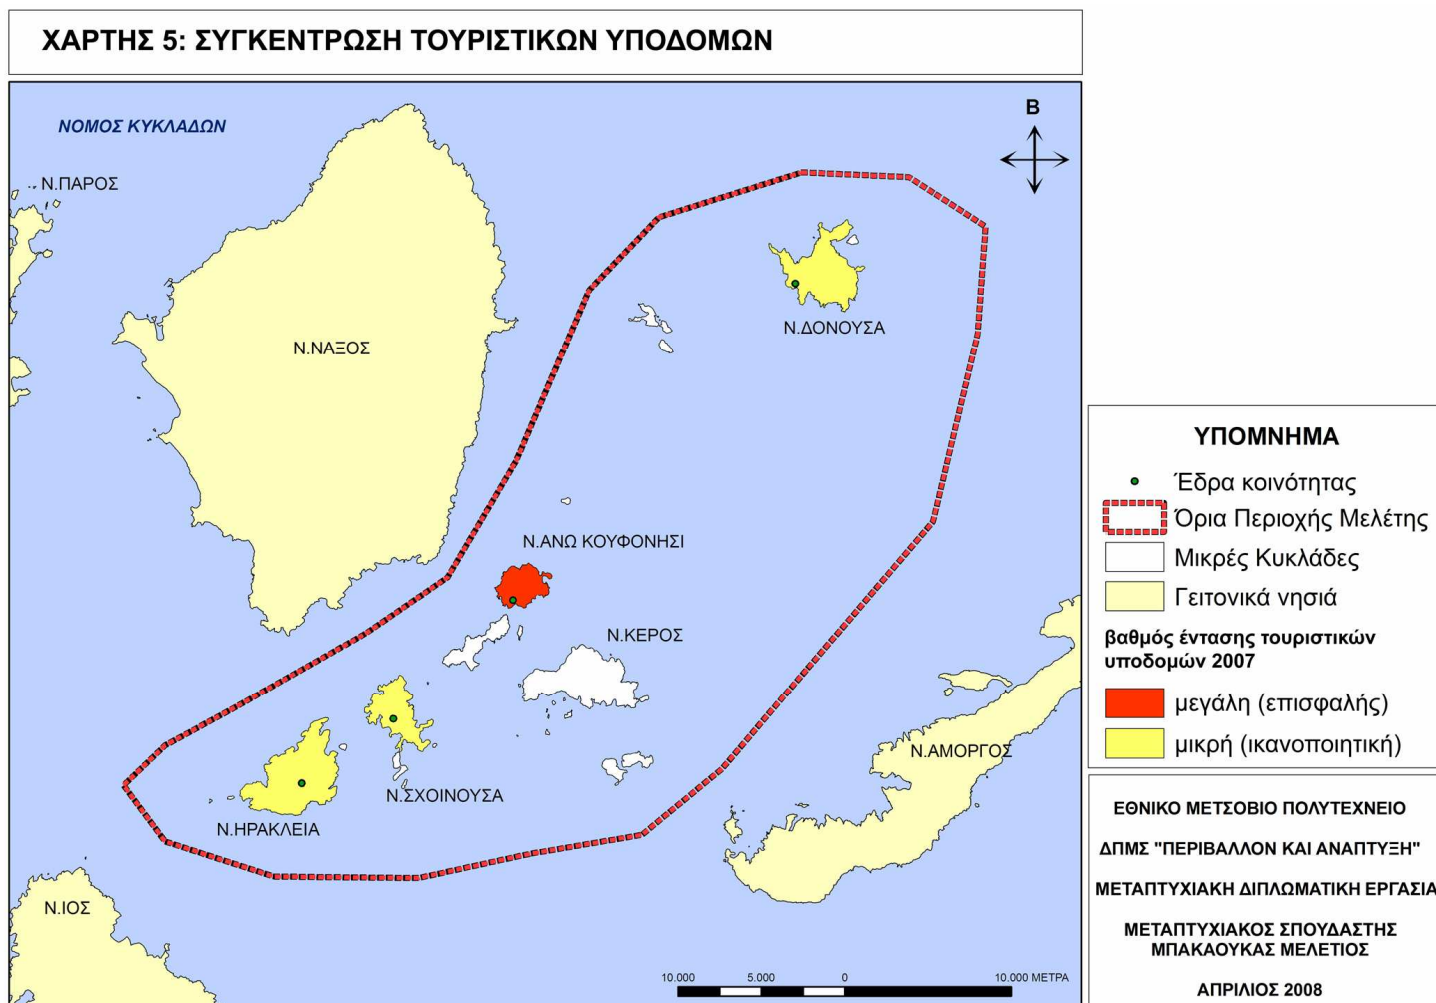 ΧΑΡΤΗΣ 5: ΣΥΓΚΕΝΤΡΩΣΗ ΤΟΥΡΙΣΤΙΚΩΝ ΥΠΟΔΟΜΩΝ
ΝΟΜΟΣ ΚΥΚΛΑΔΩΝ
Β
Ν.ΠΑΡΟΣ
Ν.ΔΟΝΟΥΣΑ
Ν.ΝΑΞΟΣ
Ν.ΑΝΩ ΚΟΥΦΟΝΗΣΙ
Ν.ΚΕΡΟΣ
Ν.ΑΜΟΡΓΟΣ
Ν.ΣΧΟΙΝΟΥΣΑ
Ν.ΗΡΑΚΛΕΙΑ
Ν.ΙΟΣ
10.000 5.000 0 10.000 ΜΕΤΡΑ
ΥΠΟΜΝΗΜΑ
Έδρα κοινότητας
Όρια Περιοχής Μελέτης
Μικρές Κυκλάδες
Γειτονικά νησιά
βαθμός έντασης τουριστικών
υποδομών 2007
μεγάλη (επισφαλής)
μικρή (ικανοποιητική)
ΕΘΝΙΚΟ ΜΕΤΣΟΒΙΟ ΠΟΛΥΤΕΧΝΕΙΟ
ΔΠΜΣ "ΠΕΡΙΒΑΛΛΟΝ ΚΑΙ ΑΝΑΠΤΥΞΗ"
ΜΕΤΑΠΤΥΧΙΑΚΗ ΔΙΠΛΩΜΑΤΙΚΗ ΕΡΓΑΣΙΑ
ΜΕΤΑΠΤΥΧΙΑΚΟΣ ΣΠΟΥΔΑΣΤΗΣ
ΜΠΑΚΑΟΥΚΑΣ ΜΕΛΕΤΙΟΣ
ΑΠΡΙΛΙΟΣ 2008